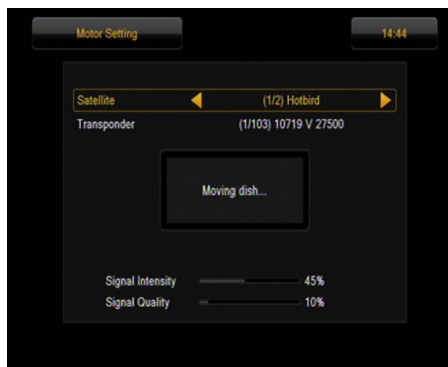 Motor Setting 14:44
Satellite (1/2) Hotbird
Transponder (1/103) 10719 V 27500
Moving dish...
Signal Intensity 45%
Signal Quality 10%